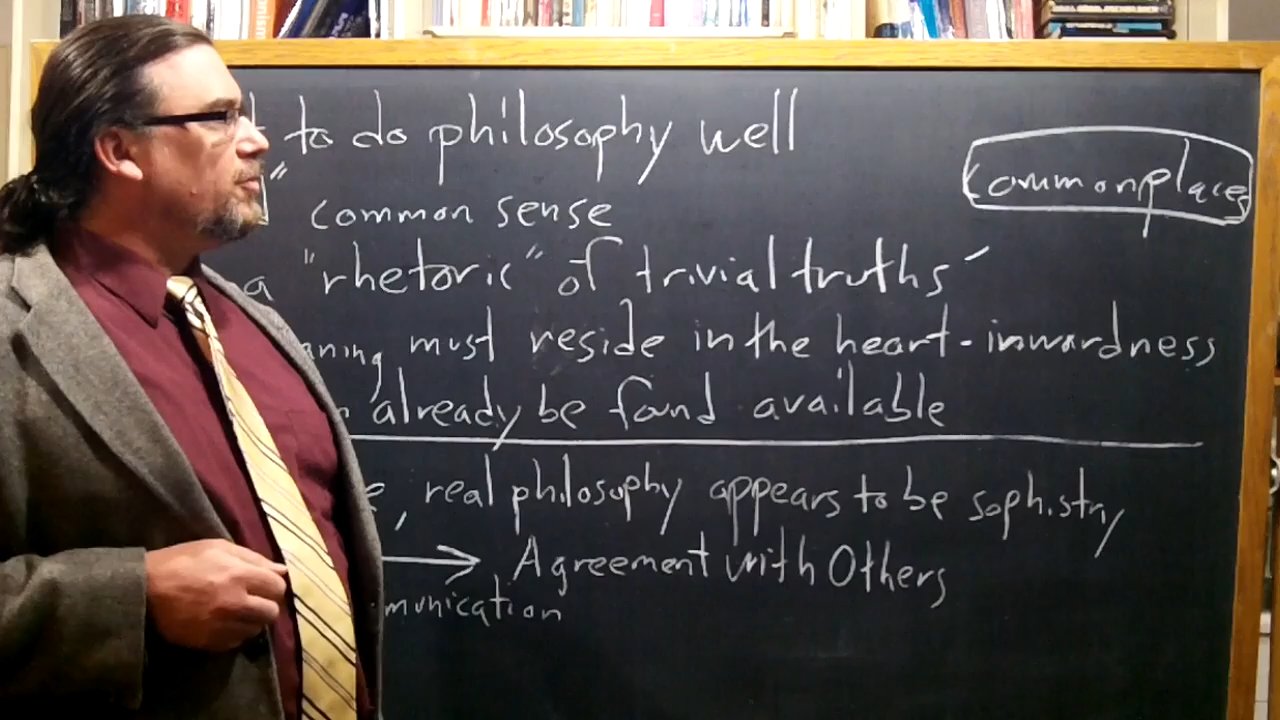 to do philosophy well
Commonplaces
common sense
a "rhetoric" of trivial truths
must reside in the heart - inwardness
already be found available
, real philosophy appears to be sophistry
→ Agreement with Others
munication